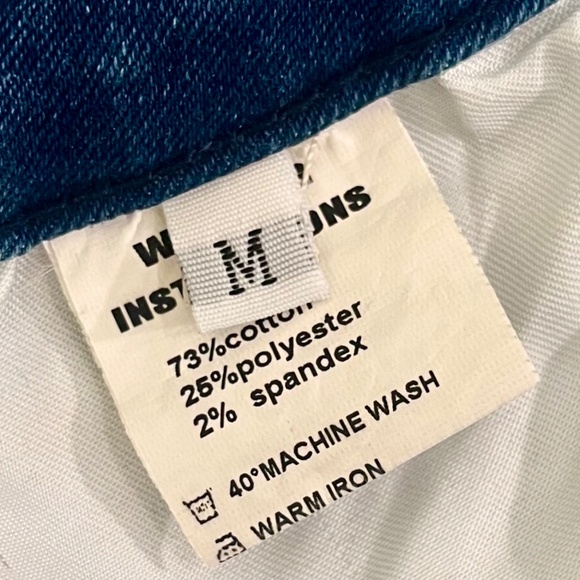 M
73%cotton
25%polyester
2% spandex
40°MACHINE WASH
WARM IRON